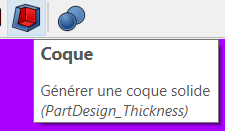 Coque
Générer une coque solide
(PartDesign_Thickness)